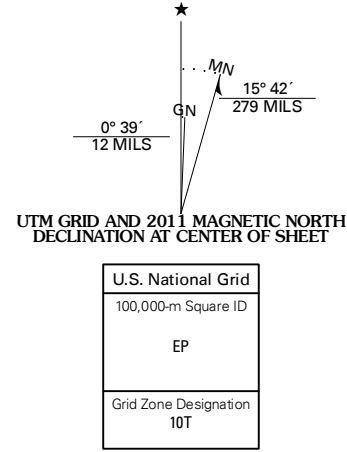 ★
MN
15° 42´
279 MILS
GN
0° 39´
12 MILS
UTM GRID AND 2011 MAGNETIC NORTH
DECLINATION AT CENTER OF SHEET
U.S. National Grid
100,000-m Square ID
EP
Grid Zone Designation
10T